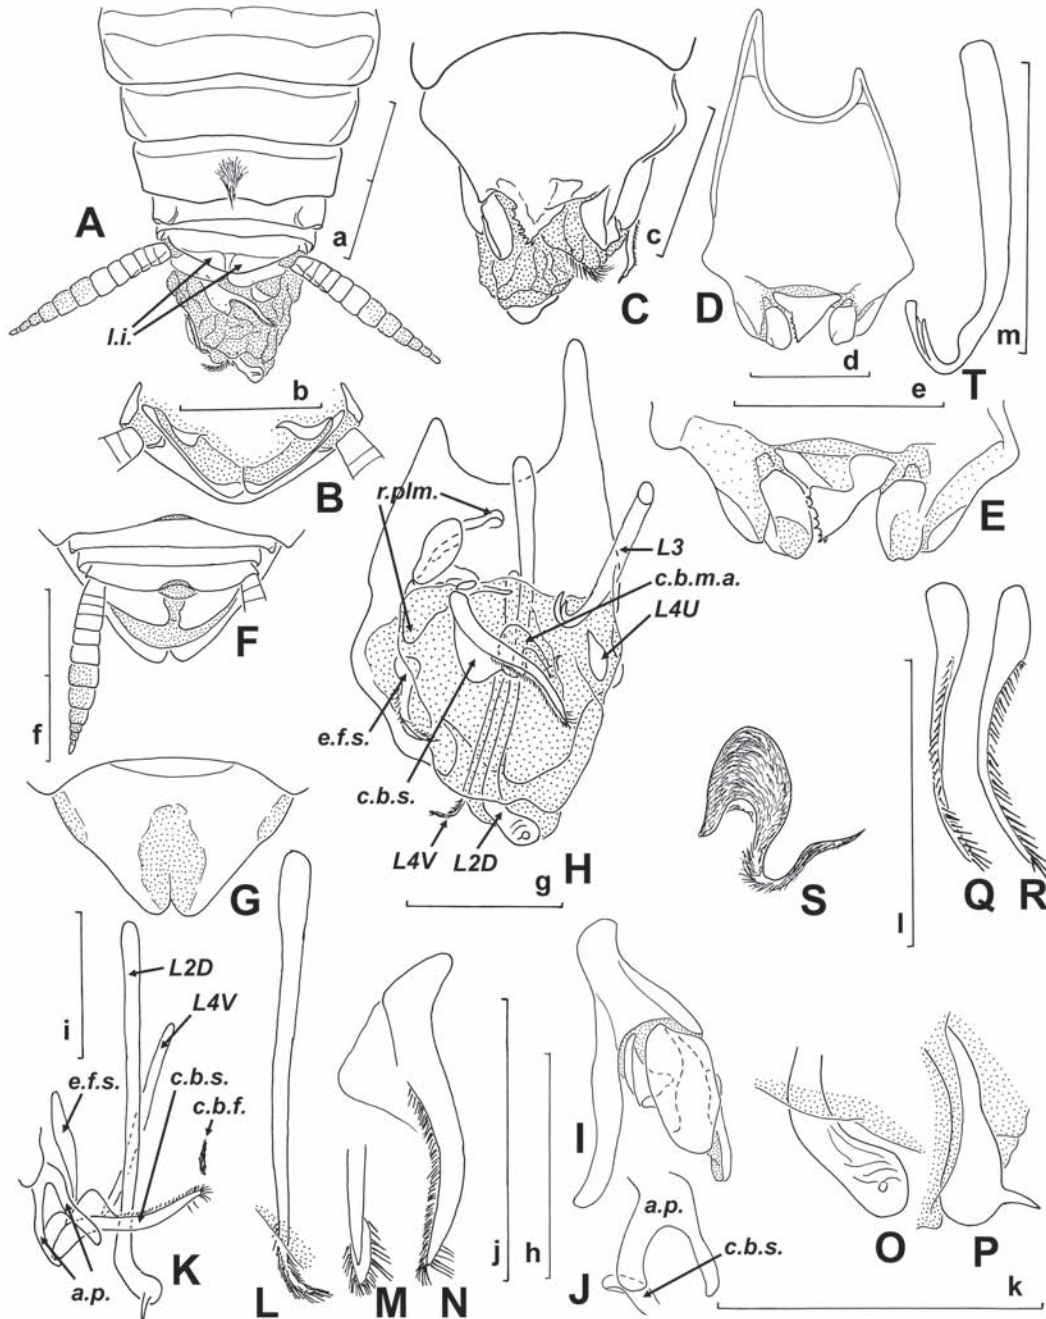 A
a
l.i.
C
c
D
d
T
m
b
B
e
E
F
f
r.plm.
L3
c.b.m.a.
L4U
e.f.s.
c.b.s.
L4V
L2D
g
H
G
S
l
Q
R
i
L2D
L4V
e.f.s.
c.b.s.
c.b.f.
a.p.
K
L
M
N
j
h
I
a.p.
c.b.s.
J
O
P
k